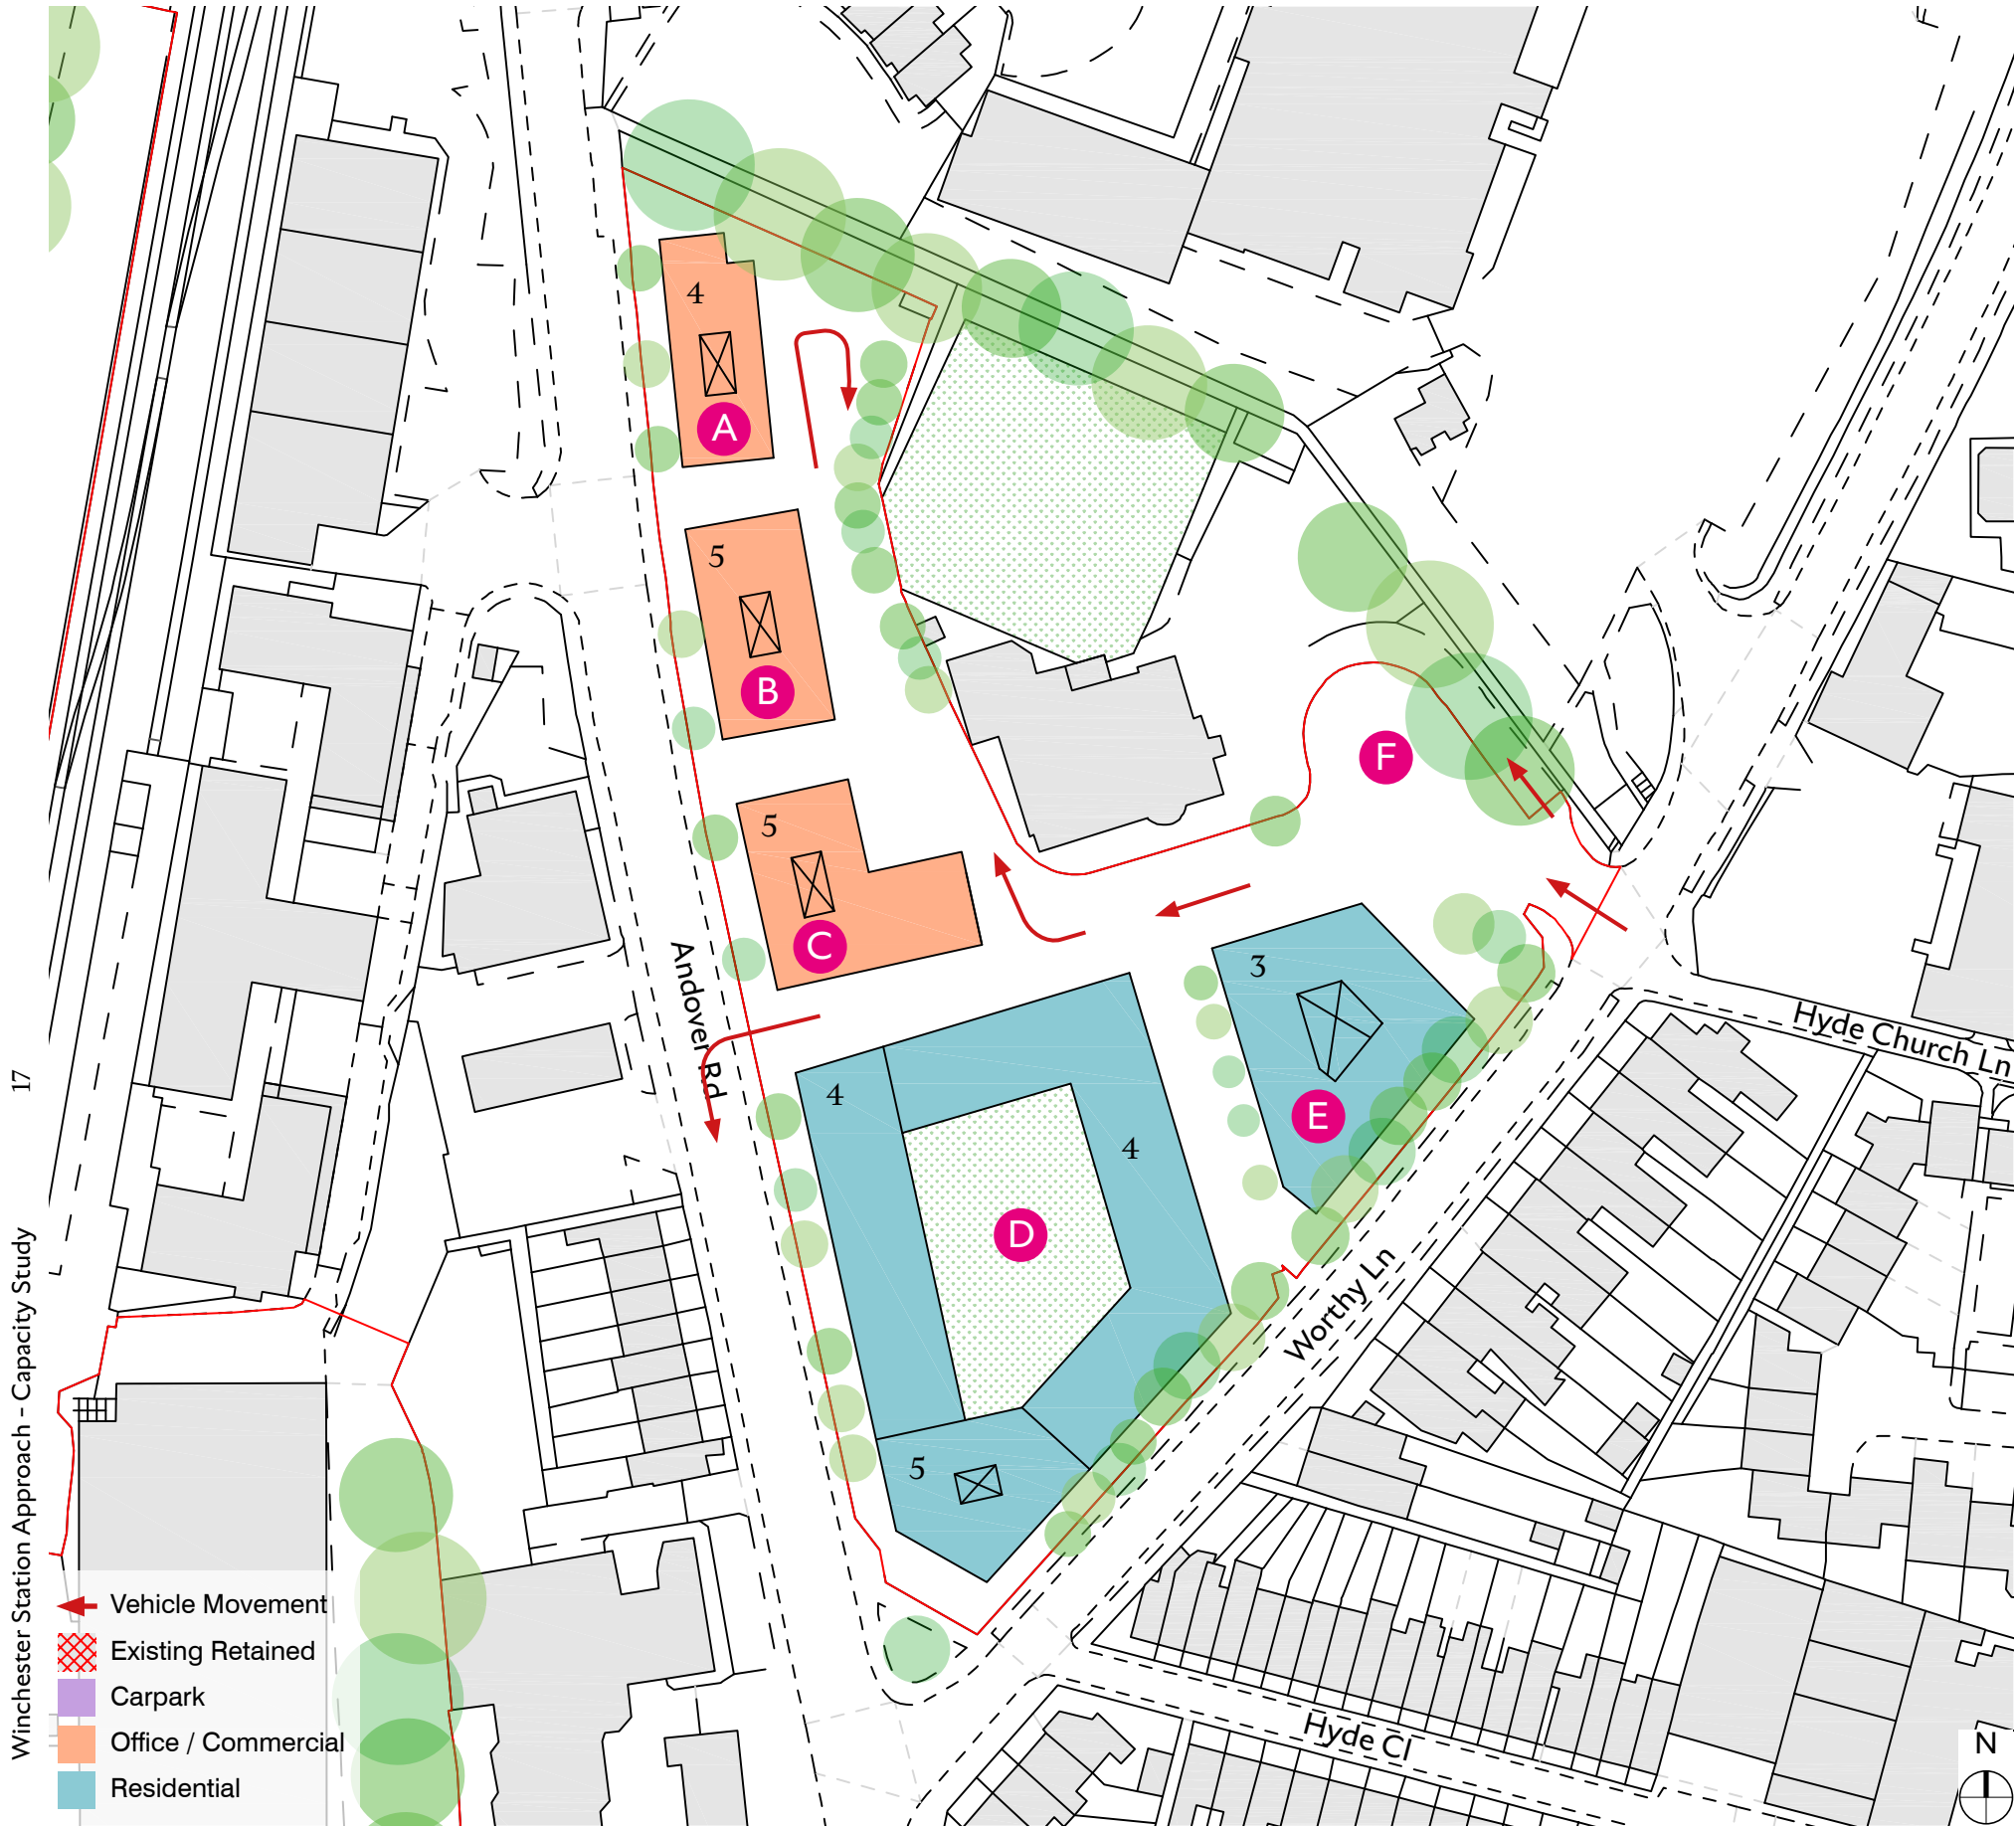 4
A
5
B
F
5
C
3
Andover Rd
Hyde Church Ln
4
E
4
D
Worthy Ln
5
Hyde Cl
N
Vehicle Movement
Existing Retained
Carpark
Office / Commercial
Residential
Winchester Station Approach - Capacity Study
17